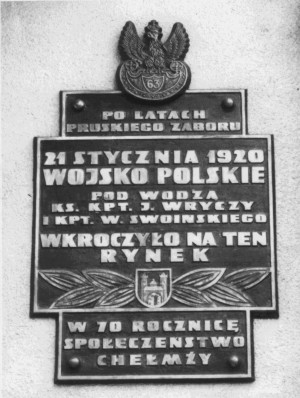 63
PO LATACH
PRUSKIEGO ZABORU
21 STYCZNIA 1920
WOJSKO POLSKIE
POD WODZĄ
KS. KPT. J. WRYCZY
I KPT. W. SWOIŃSKIEGO
WKROCZYŁO NA TEN
RYNEK
W 70 ROCZNICĘ
SPOŁECZEŃSTWO
CHEŁMŻY